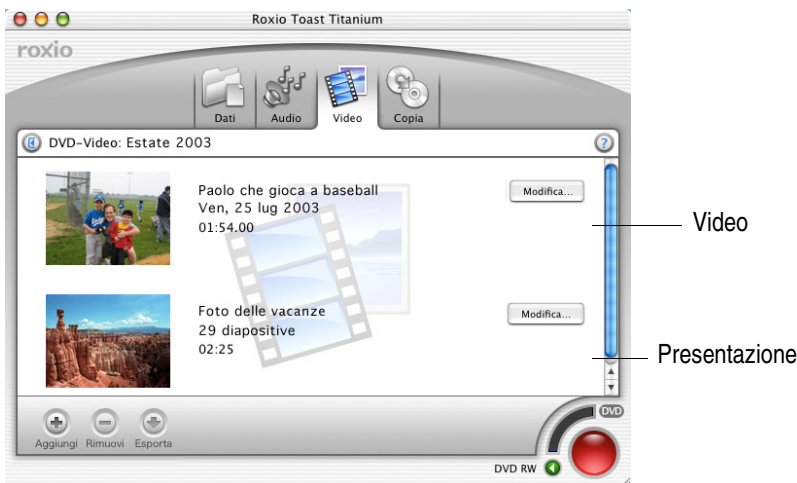 Roxio Toast Titanium
roxio
Dati
Audio
Video
Copia
DVD-Video: Estate 2003
?
Paolo che gioca a baseball
Ven, 25 lug 2003
01:54.00
Modifica...
Video
Foto delle vacanze
29 diapositive
02:25
Modifica...
Presentazione
Aggiungi
Rimuovi
Esporta
DVD
DVD RW